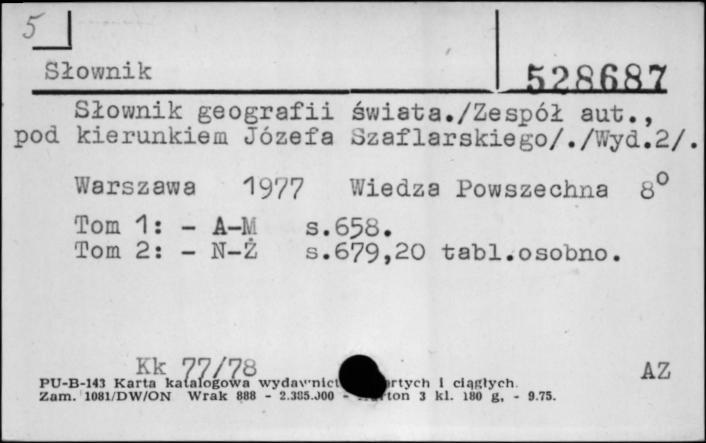 5
Słownik 528687
Słownik geografii świata./Zespół aut.,
pod kierunkiem Józefa Szaflarskiego/./Wyd.2/.
Warszawa 1977 Wiedza Powszechna 8°
Tom 1: - A-M s.658.
Tom 2: - N-Ż s.679,20 tabl.osobno.
Kk 77/78 AZ
PU-B-143 Karta katalogowa wydawnict rtych i ciągłych.
Zam. 1081/DW/ON Wrak 888 - 2.385.000 - rton 3 kl. 180 g, - 9.75.